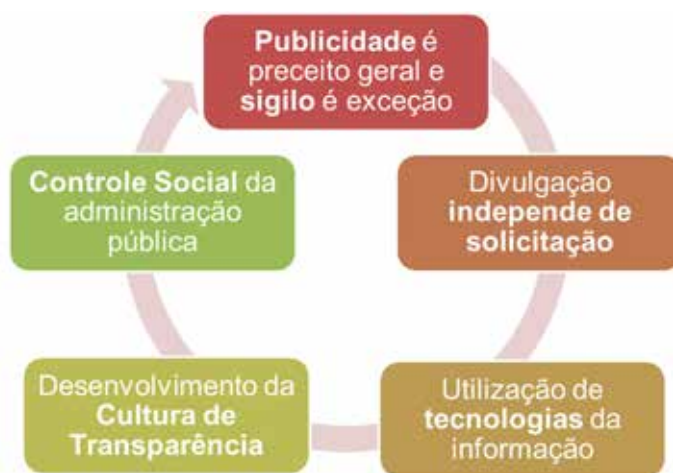 Publicidade é
preceito geral e
sigilo é exceção
Divulgação
independe de
solicitação
Utilização de
tecnologias da
informação
Desenvolvimento da
Cultura de
Transparência
Controle Social da
administração
pública